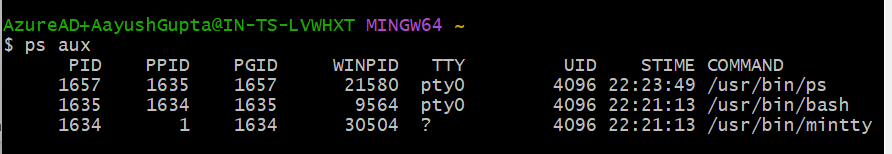 AzureAD+AayushGupta@IN-TS-LVWHXT MINGW64 ~
$ ps aux
PID PPID PGID WINPID TTY UID STIME COMMAND
1657 1635 1657 21580 pty0 4096 22:23:49 /usr/bin/ps
1635 1634 1635 9564 pty0 4096 22:21:13 /usr/bin/bash
1634 1 1634 30504 ? 4096 22:21:13 /usr/bin/mintty